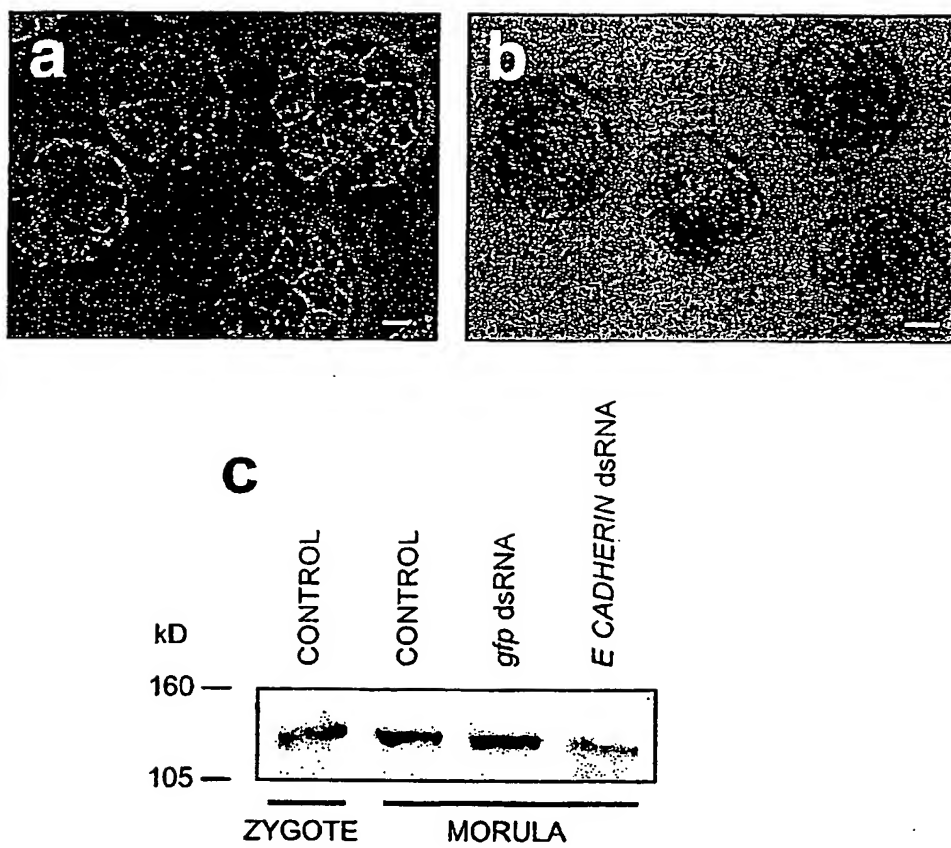 a
b
c
CONTROL
CONTROL
gfp dsRNA
E CADHERIN dsRNA
kD
160
105
ZYGOTE
MORULA